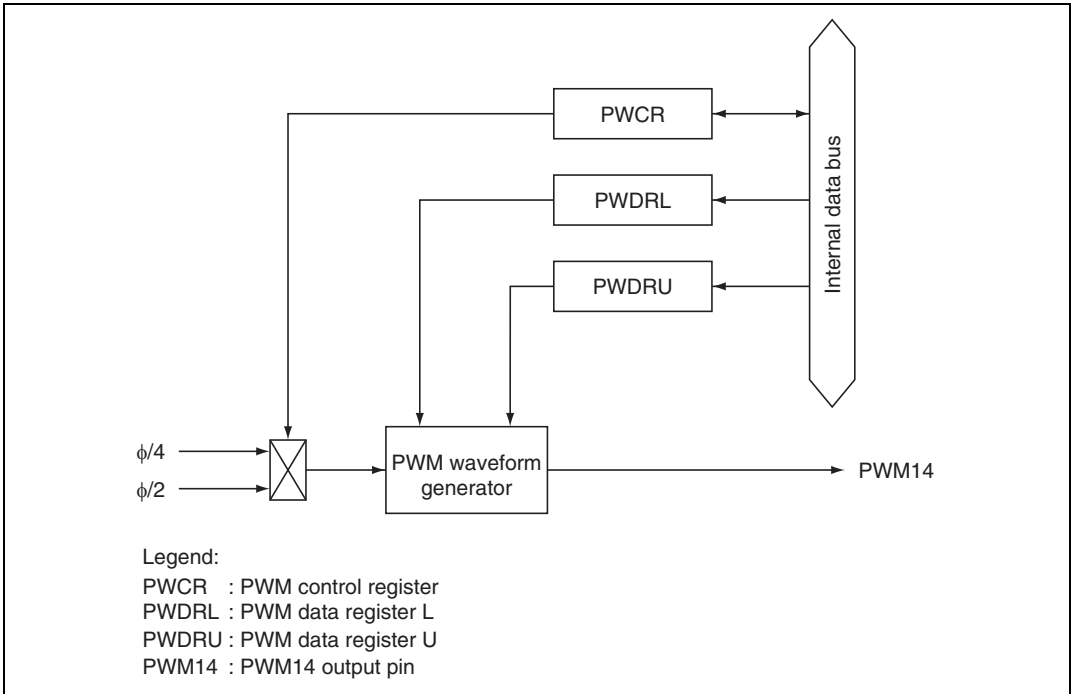 PWCR
PWDRL
PWDRU
Internal data bus
ϕ/4
ϕ/2
PWM waveform
generator
PWM14
Legend:
PWCR : PWM control register
PWDRL : PWM data register L
PWDRU : PWM data register U
PWM14 : PWM14 output pin